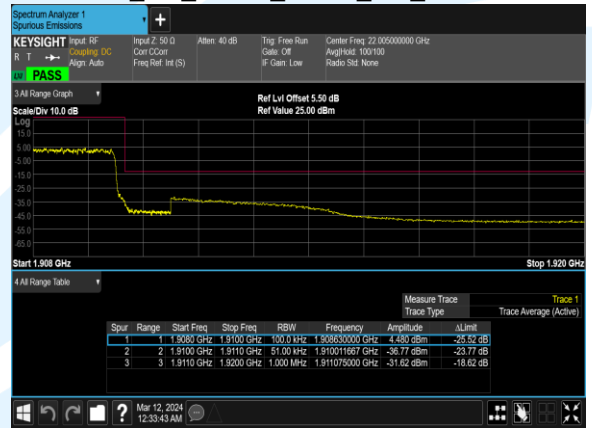 Spectrum Analyzer 1
Spurious Emissions
+
KEYSIGHT Input: RF Input Z: 50 Ω Atten: 40 dB Trig: Free Run Center Freq: 22.005000000 GHz
R T Coupling: DC Corr CCorr Gate: Off Avg|Hold: 100/100
Align: Auto Freq Ref: Int (S) IF Gain: Low Radio Std: None
LM PASS
3 All Range Graph
Ref Lvl Offset 5.50 dB
Scale/Div 10.0 dB Ref Value 25.00 dBm
Log
15.0
5.00
-5.00
-15.0
-25.0
-35.0
-45.0
-55.0
-65.0
Start 1.908 GHz Stop 1.920 GHz
4 All Range Table
Measure Trace Trace 1
Trace Type Trace Average (Active)
Spur Range Start Freq Stop Freq RBW Frequency Amplitude ΔLimit
1 1 1.9080 GHz 1.9100 GHz 100.0 kHz 1.908630000 GHz 4.480 dBm -25.52 dB
2 2 1.9100 GHz 1.9110 GHz 51.00 kHz 1.910011667 GHz -36.77 dBm -23.77 dB
3 3 1.9110 GHz 1.9200 GHz 1.000 MHz 1.911075000 GHz -31.62 dBm -18.62 dB
? Mar 12, 2024
12:33:43 AM